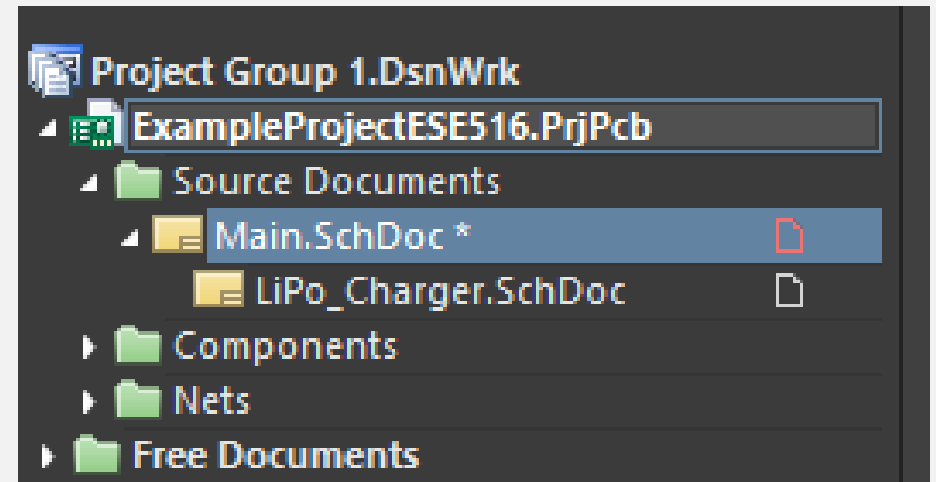 Project Group 1.DsnWrk
ExampleProjectESE516.PrjPcb
Source Documents
Main.SchDoc *
LiPo_Charger.SchDoc
Components
Nets
Free Documents